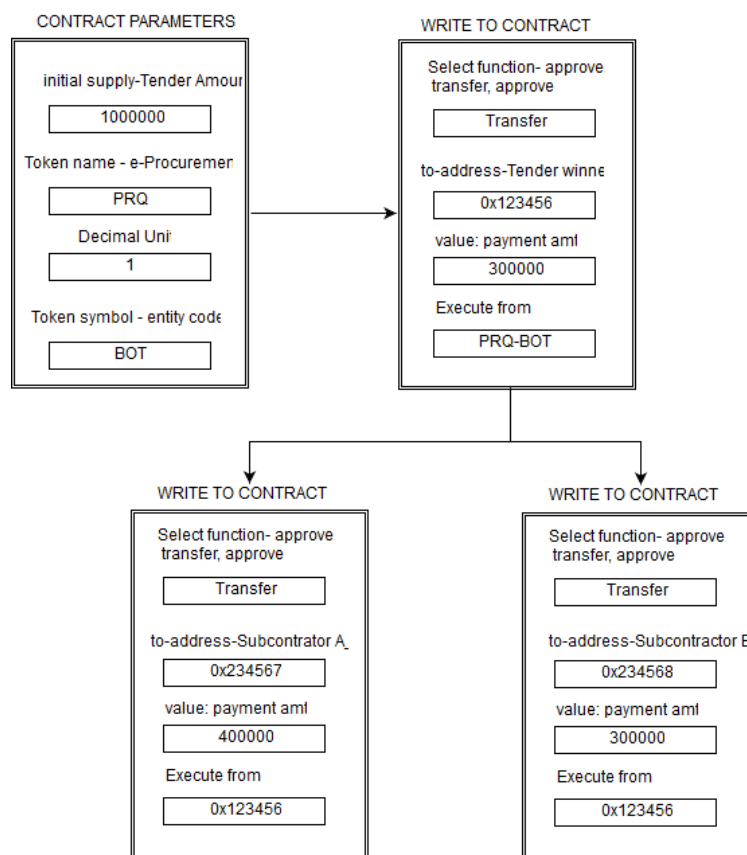 CONTRACT PARAMETERS
initial supply-Tender Amour
1000000
Token name - e-Procuremen
PRQ
Decimal Unit
1
Token symbol - entity code
BOT
WRITE TO CONTRACT
Select function- approve
transfer, approve
Transfer
to-address-Tender winne
0x123456
value: payment amt
300000
Execute from
PRQ-BOT
WRITE TO CONTRACT
Select function- approve
transfer, approve
Transfer
to-address-Subcontrator A_
0x234567
value: payment amt
400000
Execute from
0x123456
WRITE TO CONTRACT
Select function- approve
transfer, approve
Transfer
to-address-Subcontractor B
0x234568
value: payment amt
300000
Execute from
0x123456